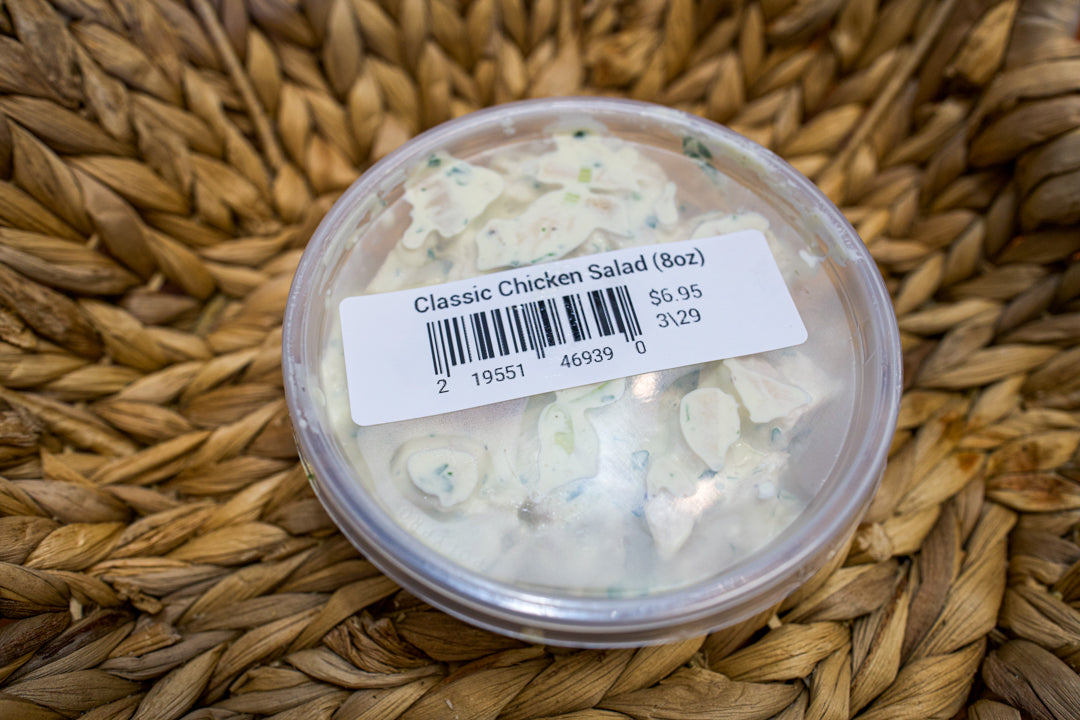 Classic Chicken Salad (8oz)
$6.95
3\29
2 19551 46939 0